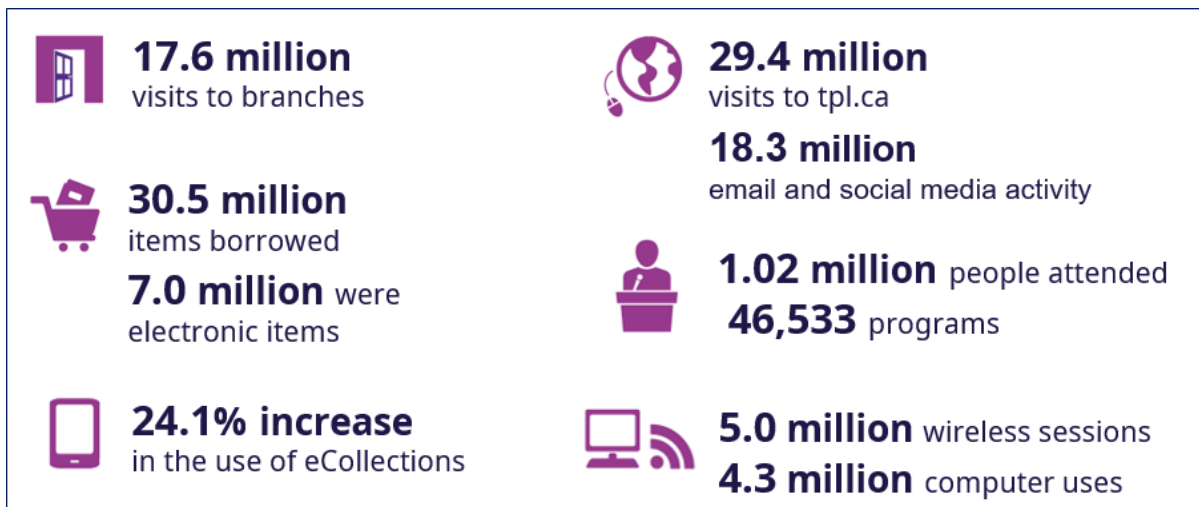 17.6 million
visits to branches
30.5 million
items borrowed
7.0 million were
electronic items
24.1% increase
in the use of eCollections
29.4 million
visits to tpl.ca
18.3 million
email and social media activity
1.02 million people attended
46,533 programs
5.0 million wireless sessions
4.3 million computer uses